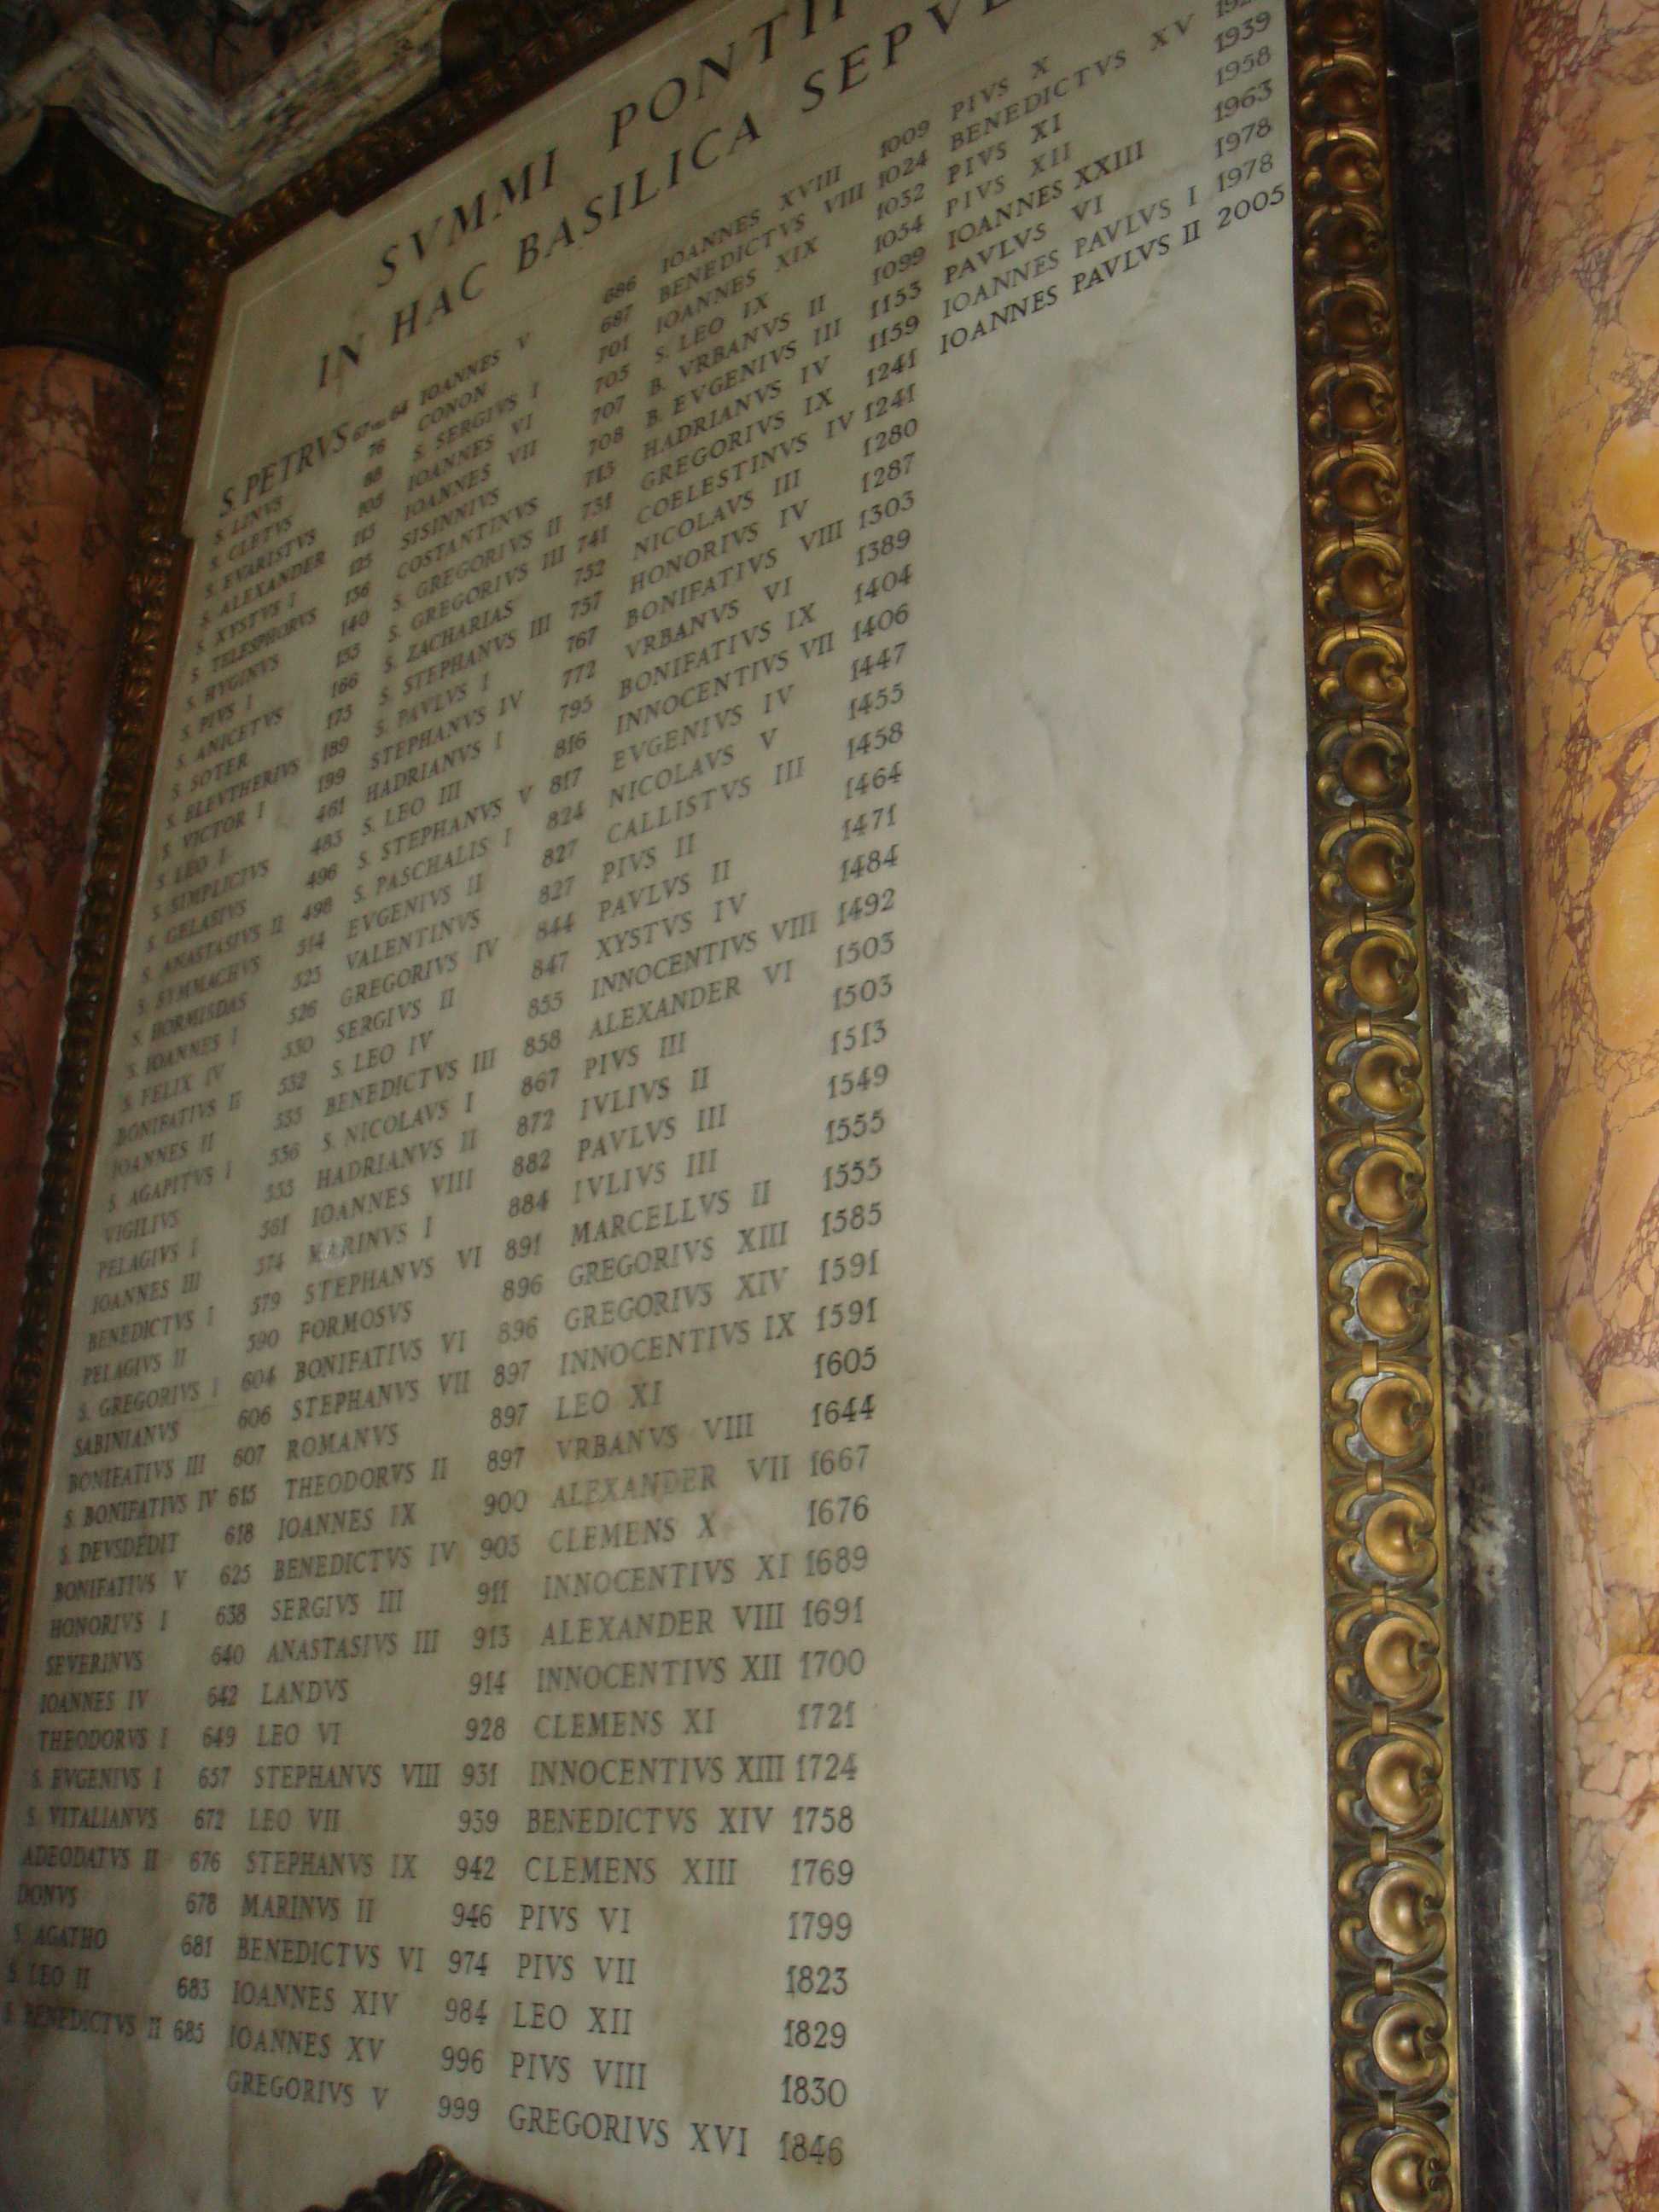 SVMMI PONTI
IN HAC BASILICA SEPV
S. PETRVS 67 vel 64
S. LINVS 76
S. CLETVS 88
S. EVARISTVS 105
S. ALEXANDER 115
S. XYSTVS I 125
S. TELESPHORVS 136
S. HYGINVS 140
S. PIVS I 155
S. ANICETVS 166
S. SOTER 175
S. ELEVTHERIVS 189
S. VICTOR I 199
S. LEO I 461
S. SIMPLICIVS 483
S. GELASIVS 496
S. ANASTASIVS II 498
S. SYMMACHVS 514
S. HORMISDAS 523
S. IOANNES I 526
S. FELIX IV 530
BONIFATIVS II 532
IOANNES II 535
S. AGAPITVS I 536
VIGILIVS 555
PELAGIVS I 561
IOANNES III 574
BENEDICTVS I 579
PELAGIVS II 590
S. GREGORIVS I 604
SABINIANVS 606
BONIFATIVS III 607
S. BONIFATIVS IV 615
S. DEVSDEDIT 618
BONIFATIVS V 625
HONORIVS I 638
SEVERINVS 640
IOANNES IV 642
THEODORVS I 649
S. EVGENIVS I 657
S. VITALIANVS 672
ADEODATVS II 676
DONVS 678
S. AGATHO 681
S. LEO II 683
S. BENEDICTVS II 685
IOANNES V 686
CONON 687
S. SERGIVS I 701
IOANNES VI 705
IOANNES VII 707
SISINNIVS 708
COSTANTINVS 715
S. GREGORIVS II 731
S. GREGORIVS III 741
S. ZACHARIAS 752
S. STEPHANVS III 757
S. PAVLVS I 767
STEPHANVS IV 772
HADRIANVS I 795
S. LEO III 816
S. STEPHANVS V 817
S. PASCHALIS I 824
EVGENIVS II 827
VALENTINVS 827
GREGORIVS IV 844
SERGIVS II 847
S. LEO IV 855
BENEDICTVS III 858
S. NICOLAVS I 867
HADRIANVS II 872
IOANNES VIII 882
MARINVS I 884
STEPHANVS VI 891
FORMOSVS 896
BONIFATIVS VI 896
STEPHANVS VII 897
ROMANVS 897
THEODORVS II 897
IOANNES IX 900
BENEDICTVS IV 903
SERGIVS III 911
ANASTASIVS III 913
LANDVS 914
LEO VI 928
STEPHANVS VIII 931
LEO VII 939
STEPHANVS IX 942
MARINVS II 946
BENEDICTVS VI 974
IOANNES XIV 984
IOANNES XV 996
GREGORIVS V 999
IOANNES XVIII 1009
BENEDICTVS VIII 1024
IOANNES XIX 1032
S. LEO IX 1054
B. VRBANVS II 1099
B. EVGENIVS III 1153
HADRIANVS IV 1159
GREGORIVS IX 1241
COELESTINVS IV 1241
NICOLAVS III 1280
HONORIVS IV 1287
BONIFATIVS VIII 1303
VRBANVS VI 1389
BONIFATIVS IX 1404
INNOCENTIVS VII 1406
EVGENIVS IV 1447
NICOLAVS V 1455
CALLISTVS III 1458
PIVS II 1464
PAVLVS II 1471
XYSTVS IV 1484
INNOCENTIVS VIII 1492
ALEXANDER VI 1503
PIVS III 1503
IVLIVS II 1513
PAVLVS III 1549
IVLIVS III 1555
MARCELLVS II 1555
GREGORIVS XIII 1585
GREGORIVS XIV 1591
INNOCENTIVS IX 1591
LEO XI 1605
VRBANVS VIII 1644
ALEXANDER VII 1667
CLEMENS X 1676
INNOCENTIVS XI 1689
ALEXANDER VIII 1691
INNOCENTIVS XII 1700
CLEMENS XI 1721
INNOCENTIVS XIII 1724
BENEDICTVS XIV 1758
CLEMENS XIII 1769
PIVS VI 1799
PIVS VII 1823
LEO XII 1829
PIVS VIII 1830
GREGORIVS XVI 1846
PIVS X
BENEDICTVS XV
PIVS XI 1939
PIVS XII 1958
IOANNES XXIII 1963
PAVLVS VI 1978
IOANNES PAVLVS I 1978
IOANNES PAVLVS II 2005